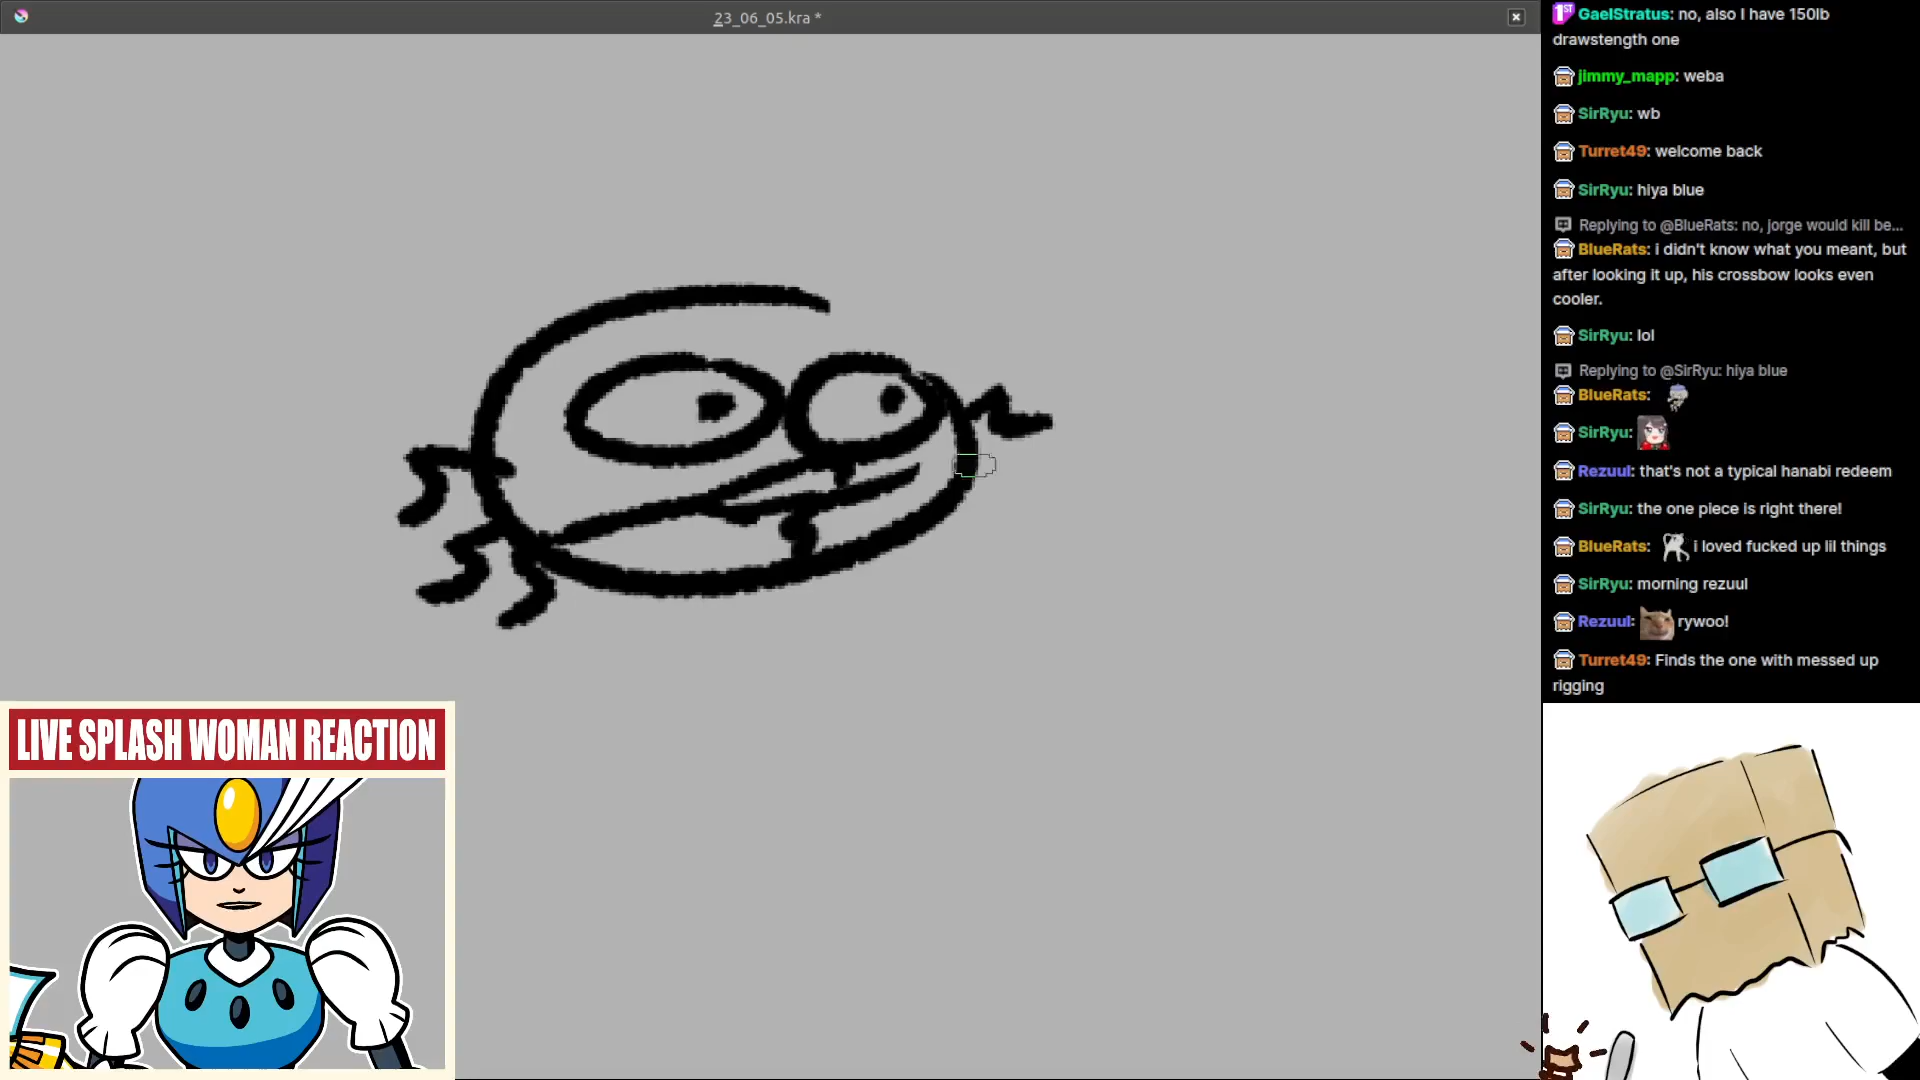 23_06_05.kra *
1ST GaelStratus: no, also I have 150lb
drawstength one
jimmy_mapp: weba
SirRyu: wb
Turret49: welcome back
SirRyu: hiya blue
Replying to @BlueRats: no, jorge would kill be...
BlueRats: i didn't know what you meant, but
after looking it up, his crossbow looks even
cooler.
SirRyu: lol
Replying to @SirRyu: hiya blue
BlueRats:
SirRyu:
Rezuul: that's not a typical hanabi redeem
SirRyu: the one piece is right there!
BlueRats: i loved fucked up lil things
SirRyu: morning rezuul
Rezuul: rywoo!
Turret49: Finds the one with messed up
rigging
LIVE SPLASH WOMAN REACTION